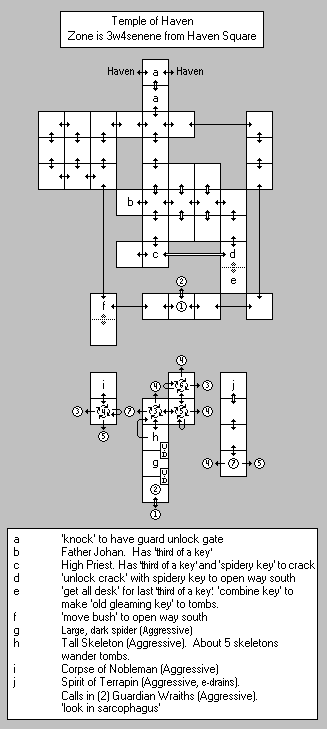 Temple of Haven
Zone is 3w4senene from Haven Square
Haven a Haven
a
b
c d
e
2
f 1
4
i 4 3 j
3 7 4
5
h
4 7 5
U
D
g
U
D
2
1
a 'knock' to have guard unlock gate
b Father Johan. Has 'third of a key'
c High Priest. Has 'third of a key' and 'spidery key' to crack
d 'unlock crack' with spidery key to open way south
e 'get all desk' for last 'third of a key'. 'combine key' to
make 'old gleaming key' to tombs.
f 'move bush' to open way south
g Large, dark spider (Aggressive)
h Tall Skeleton (Aggressive). About 5 skeletons
wander tombs.
i Corpse of Nobleman (Aggressive)
j Spirit of Terrapin (Aggressive, e-drains).
Calls in (2) Guardian Wraiths (Aggressive).
'look in sarcophagus'